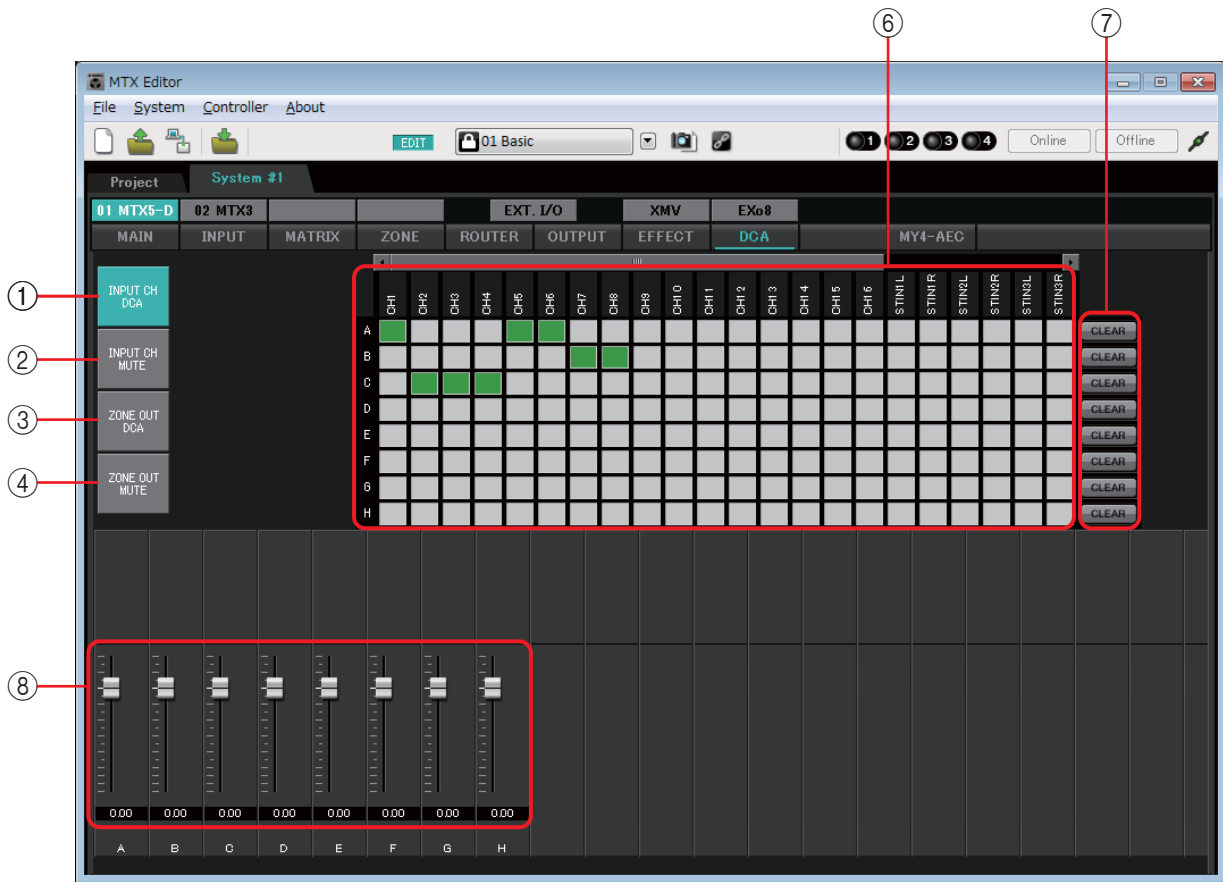 ⑥ ⑦
MTX Editor
File System Controller About
EDIT 01 Basic 1 2 3 4 Online Offline
Project System #1
01 MTX5-D 02 MTX3 EXT. I/O XMV EXo8
MAIN INPUT MATRIX ZONE ROUTER OUTPUT EFFECT DCA MY4-AEC
① INPUT CH
DCA
② INPUT CH
MUTE
③ ZONE OUT
DCA
④ ZONE OUT
MUTE
CH1 CH2 CH3 CH4 CH5 CH6 CH7 CH8 CH9 CH10 CH11 CH12 CH13 CH14 CH15 CH16 STIN1L STIN1R STIN2L STIN2R STIN3L STIN3R
A CLEAR
B CLEAR
C CLEAR
D CLEAR
E CLEAR
F CLEAR
G CLEAR
H CLEAR
⑧
0.00 0.00 0.00 0.00 0.00 0.00 0.00 0.00
A B C D E F G H